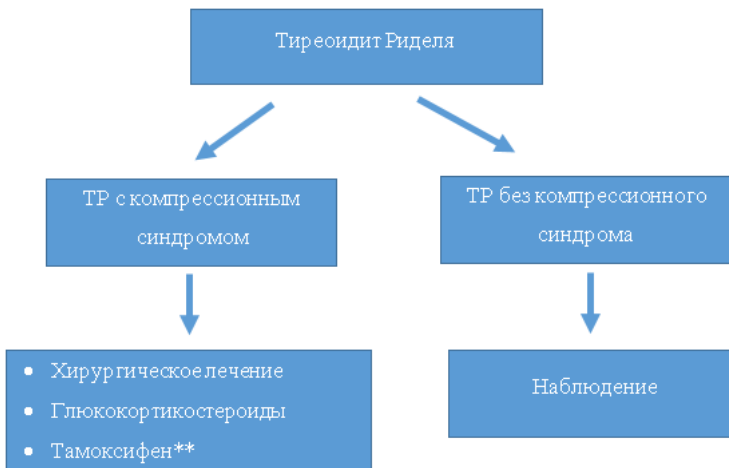 Тиреоидит Риделя
ТР с компрессионным
синдромом
ТР без компрессионного
синдрома
• Хирургическое лечение
• Глюкокортикостероиды
• Тамоксифен**
Наблюдение